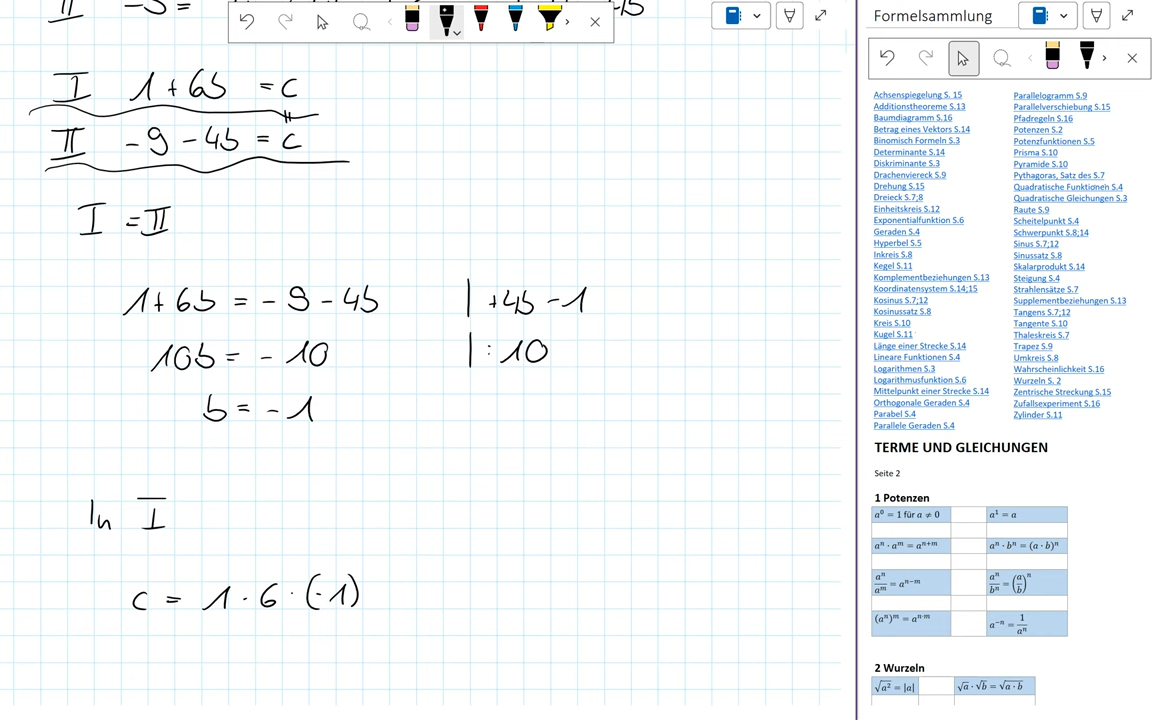 II -9 =
I 1 + 6b = c
II -9 - 4b = c
I = II
1 + 6b = -9 - 4b | +4b -1
10b = -10 | : 10
b = -1
In I
c = 1 · 6 · (-1)
Formelsammlung
Achsenspiegelung S. 15
Additionstheoreme S.13
Baumdiagramm S.16
Betrag eines Vektors S.14
Binomisch Formeln S.3
Determinante S.14
Diskriminante S.3
Drachenviereck S.9
Drehung S.15
Dreieck S.7;8
Einheitskreis S.12
Exponentialfunktion S.6
Geraden S.4
Hyperbel S.5
Inkreis S.8
Kegel S.11
Komplementbeziehungen S.13
Koordinatensystem S.14;15
Kosinus S.7;12
Kosinussatz S.8
Kreis S.10
Kugel S.11
Länge einer Strecke S.14
Lineare Funktionen S.4
Logarithmen S.3
Logarithmusfunktion S.6
Mittelpunkt einer Strecke S.14
Orthogonale Geraden S.4
Parabel S.4
Parallele Geraden S.4
Parallelogramm S.9
Parallelverschiebung S.15
Pfadregeln S.16
Potenzen S.2
Potenzfunktionen S.5
Prisma S.10
Pyramide S.10
Pythagoras, Satz des S.7
Quadratische Funktionen S.4
Quadratische Gleichungen S.3
Raute S.9
Scheitelpunkt S.4
Schwerpunkt S.8;14
Sinus S.7;12
Sinussatz S.8
Skalarprodukt S.14
Steigung S.4
Strahlensätze S.7
Supplementbeziehungen S.13
Tangens S.7;12
Tangente S.10
Thaleskreis S.7
Trapez S.9
Umkreis S.8
Wahrscheinlichkeit S.16
Wurzeln S. 2
Zentrische Streckung S.15
Zufallsexperiment S.16
Zylinder S.11
TERME UND GLEICHUNGEN
Seite 2
1 Potenzen
a⁰ = 1 für a ≠ 0 a¹ = a
aⁿ · aᵐ = aⁿ⁺ᵐ aⁿ · bⁿ = (a · b)ⁿ
aⁿ/aᵐ = aⁿ⁻ᵐ aⁿ/bⁿ = (a/b)ⁿ
(aⁿ)ᵐ = aⁿ·ᵐ a⁻ⁿ = 1/aⁿ
2 Wurzeln
√a² = |a| √a · √b = √a · b